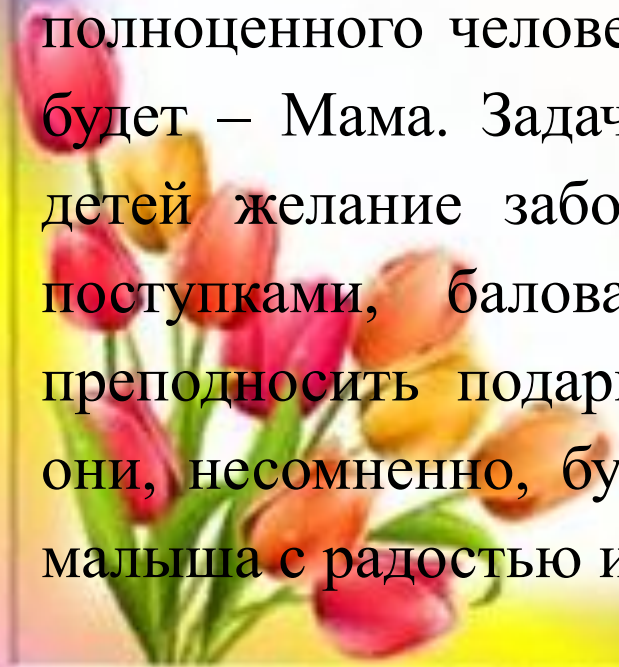 полноценного челове
будет – Мама. Задач
детей желание забо
поступками, балова
преподносить подар
они, несомненно, бу
малыша с радостью и